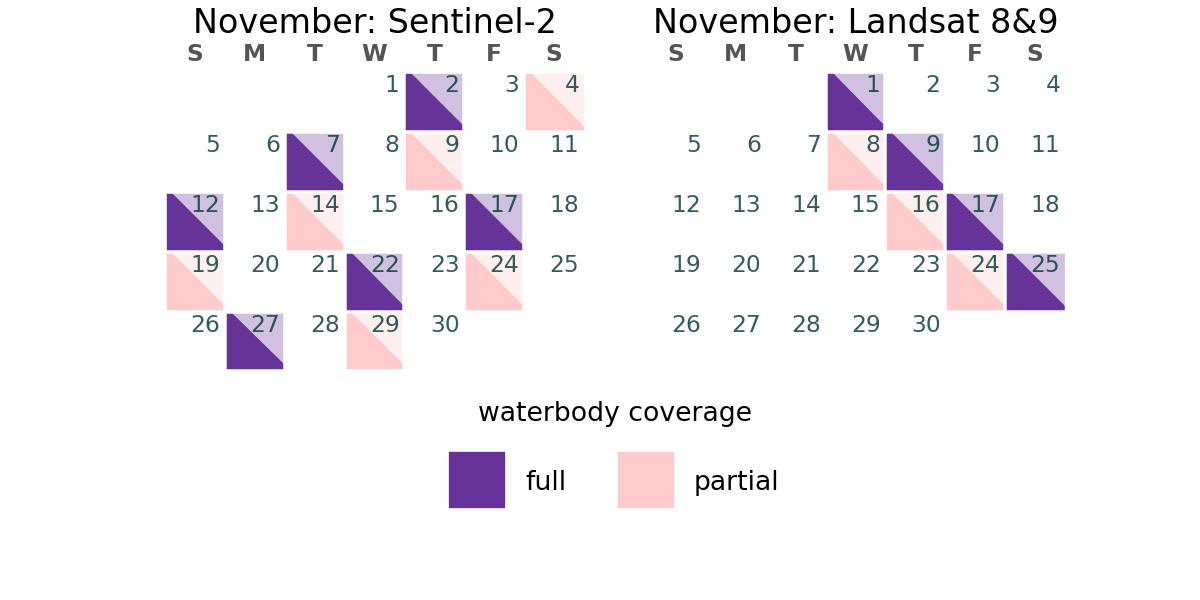 November: Sentinel-2
S M T W T F S
1 2 3 4
5 6 7 8 9 10 11
12 13 14 15 16 17 18
19 20 21 22 23 24 25
26 27 28 29 30
November: Landsat 8&9
S M T W T F S
1 2 3 4
5 6 7 8 9 10 11
12 13 14 15 16 17 18
19 20 21 22 23 24 25
26 27 28 29 30
waterbody coverage
full
partial